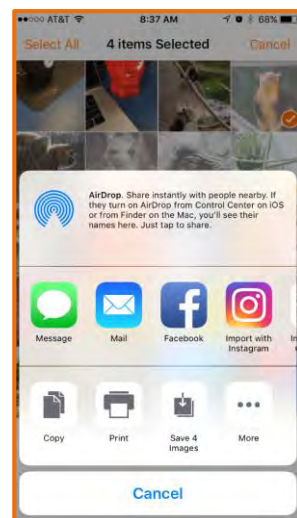 AT&T 8:37 AM 68%
Select All 4 items Selected Cancel
AirDrop. Share instantly with people nearby. If
they turn on AirDrop from Control Center on iOS
or from Finder on the Mac, you'll see their
names here. Just tap to share.
Message Mail Facebook Import with
Instagram
Copy Print Save 4
Images More
Cancel